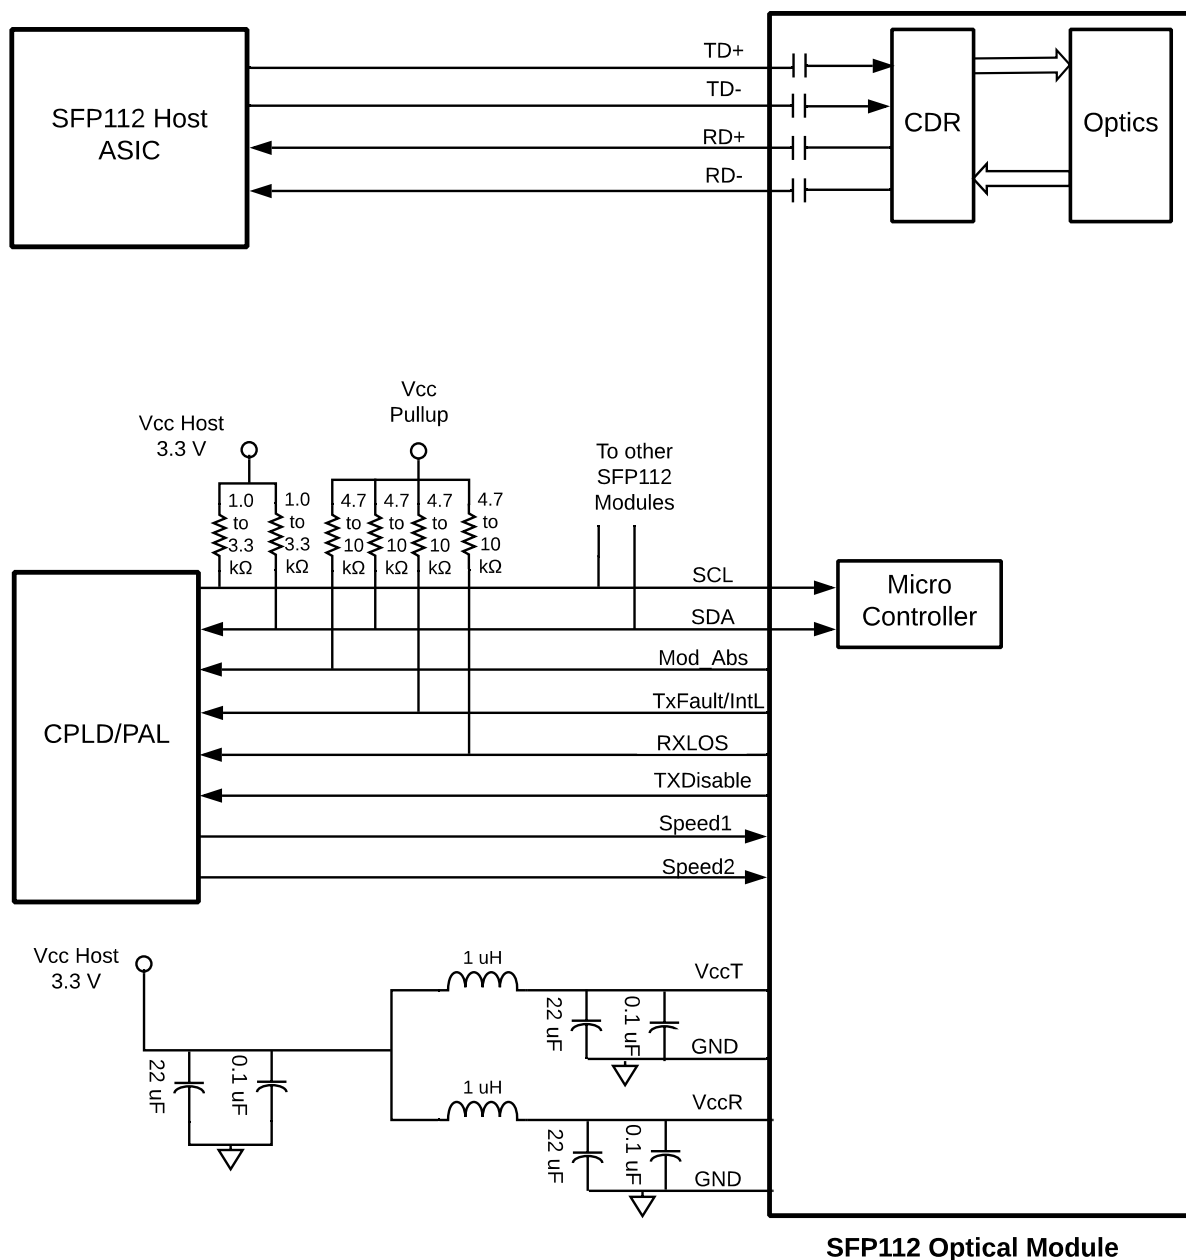 TD+
TD-
RD+
RD-
SFP112 Host
ASIC
CDR
Optics
Vcc
Pullup
Vcc Host
3.3 V
To other
SFP112
Modules
1.0
to
3.3
kΩ
1.0
to
3.3
kΩ
4.7
to
10
kΩ
4.7
to
10
kΩ
4.7
to
10
kΩ
4.7
to
10
kΩ
SCL
SDA
Mod_Abs
TxFault/IntL
RXLOS
TXDisable
Speed1
Speed2
Micro
Controller
CPLD/PAL
Vcc Host
3.3 V
22 uF
0.1 uF
1 uH
VccT
22 uF
0.1 uF
GND
1 uH
VccR
22 uF
0.1 uF
GND
SFP112 Optical Module